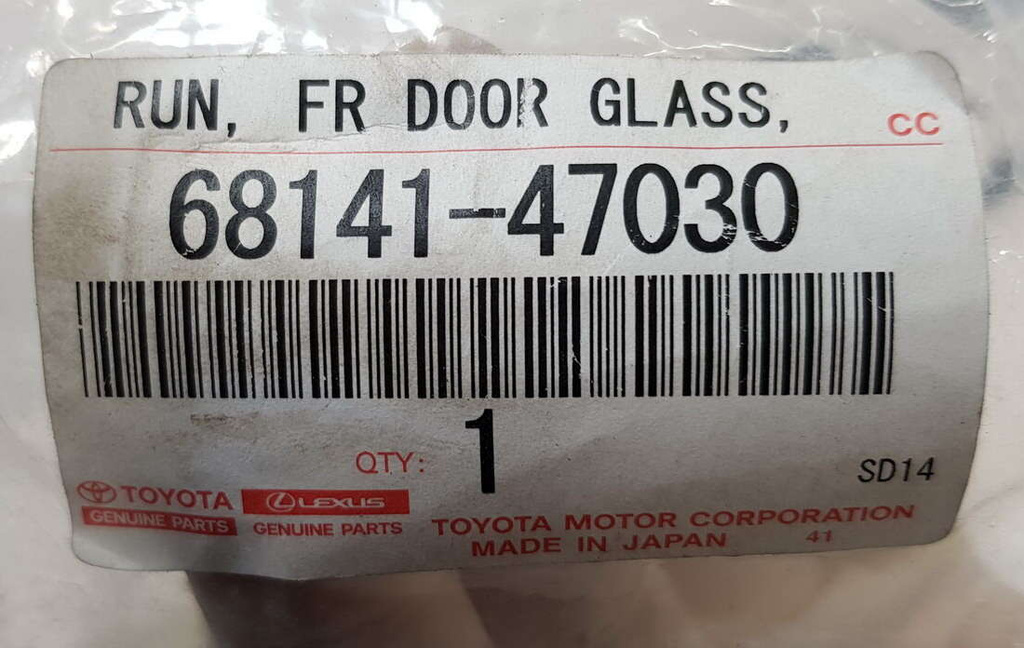 RUN, FR DOOR GLASS,
CC
68141-47030
QTY: 1
SD14
TOYOTA
GENUINE PARTS
LEXUS
GENUINE PARTS
TOYOTA MOTOR CORPORATION
MADE IN JAPAN 41